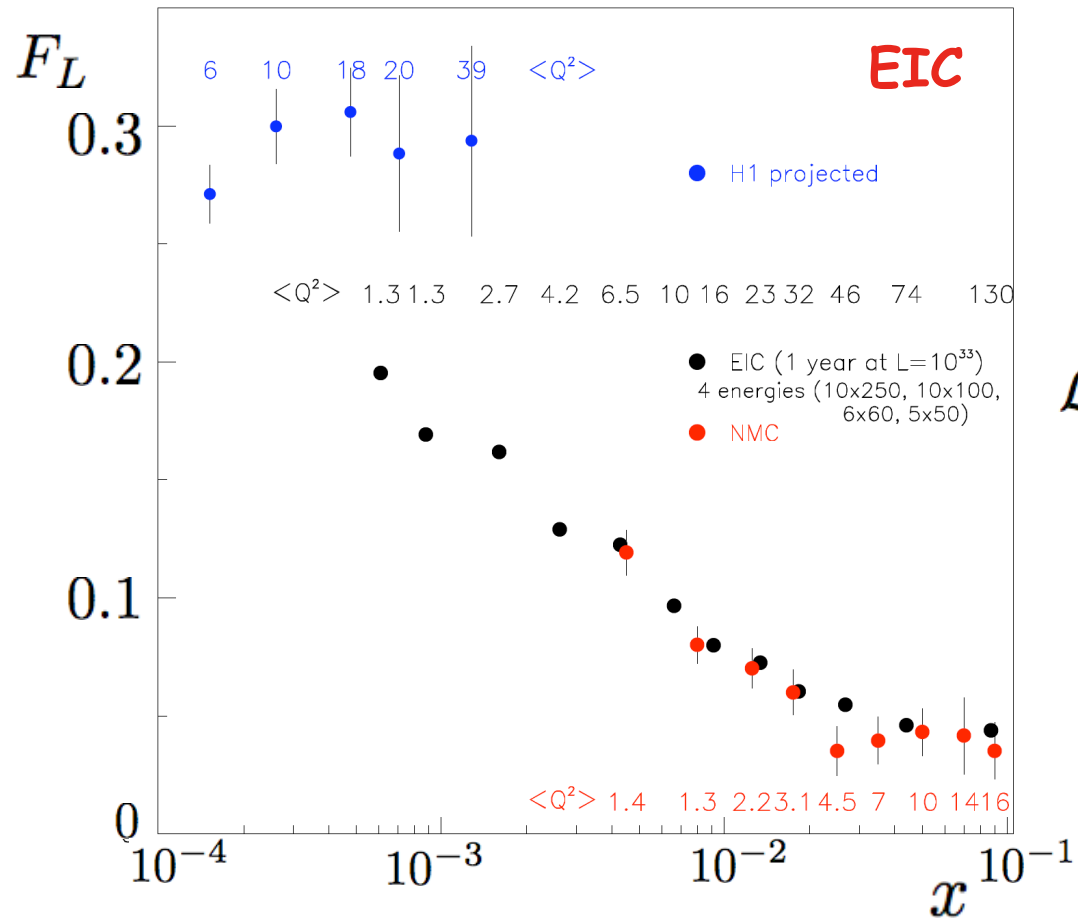 F_L
EIC
6 10 18 20 39 <Q²>
0.3
H1 projected
<Q²> 1.3 1.3 2.7 4.2 6.5 10 16 23 32 46 74 130
0.2
EIC (1 year at L=10³³)
4 energies (10x250, 10x100,
6x60, 5x50)
NMC
0.1
<Q²> 1.4 1.3 2.2 3.1 4.5 7 10 14 16
0
10⁻⁴ 10⁻³ 10⁻² 10⁻¹
x